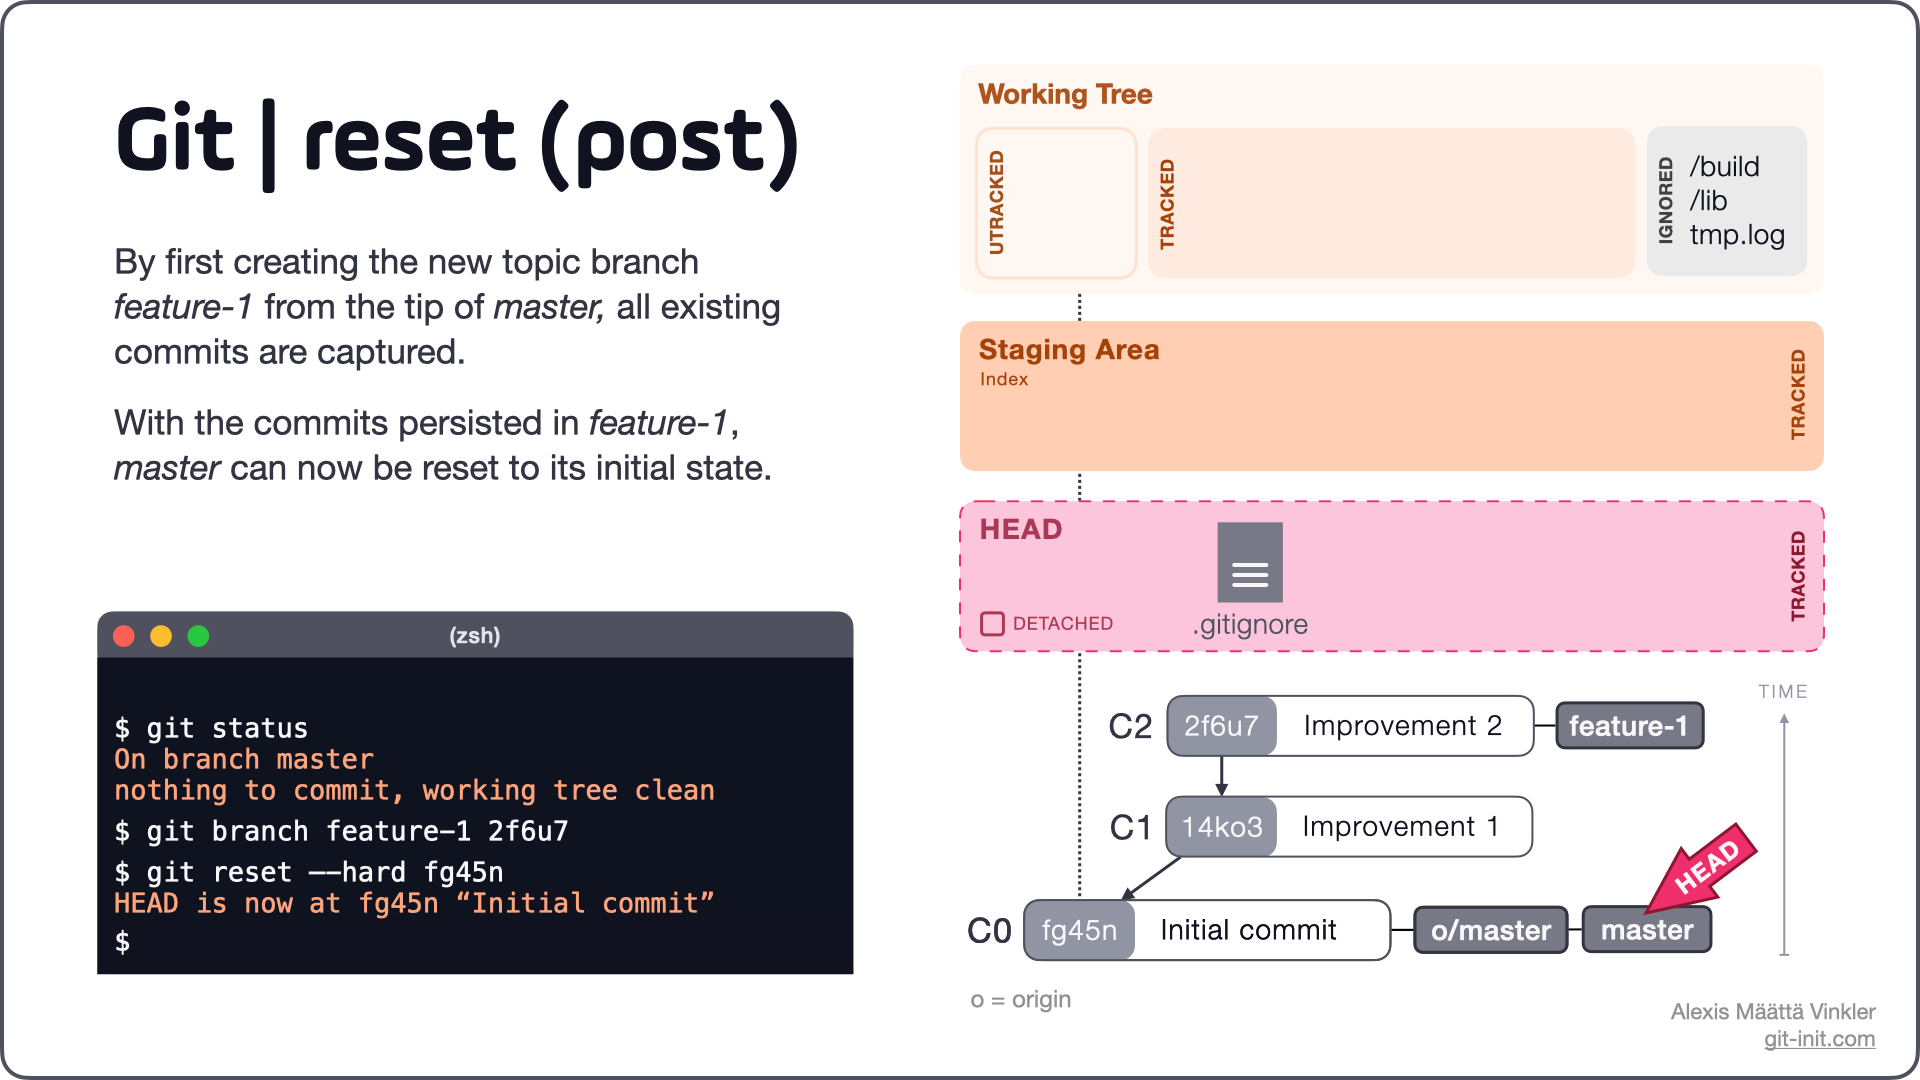 Git | reset (post)
By first creating the new topic branch
feature-1 from the tip of master, all existing
commits are captured.
With the commits persisted in feature-1,
master can now be reset to its initial state.
(zsh)
$ git status
On branch master
nothing to commit, working tree clean
$ git branch feature-1 2f6u7
$ git reset --hard fg45n
HEAD is now at fg45n “Initial commit”
$
Working Tree
UTRACKED
TRACKED
IGNORED
/build
/lib
tmp.log
Staging Area
Index
TRACKED
HEAD
DETACHED
.gitignore
TRACKED
TIME
C2 2f6u7 Improvement 2 feature-1
C1 14ko3 Improvement 1
HEAD
C0 fg45n Initial commit o/master master
o = origin
Alexis Määttä Vinkler
git-init.com